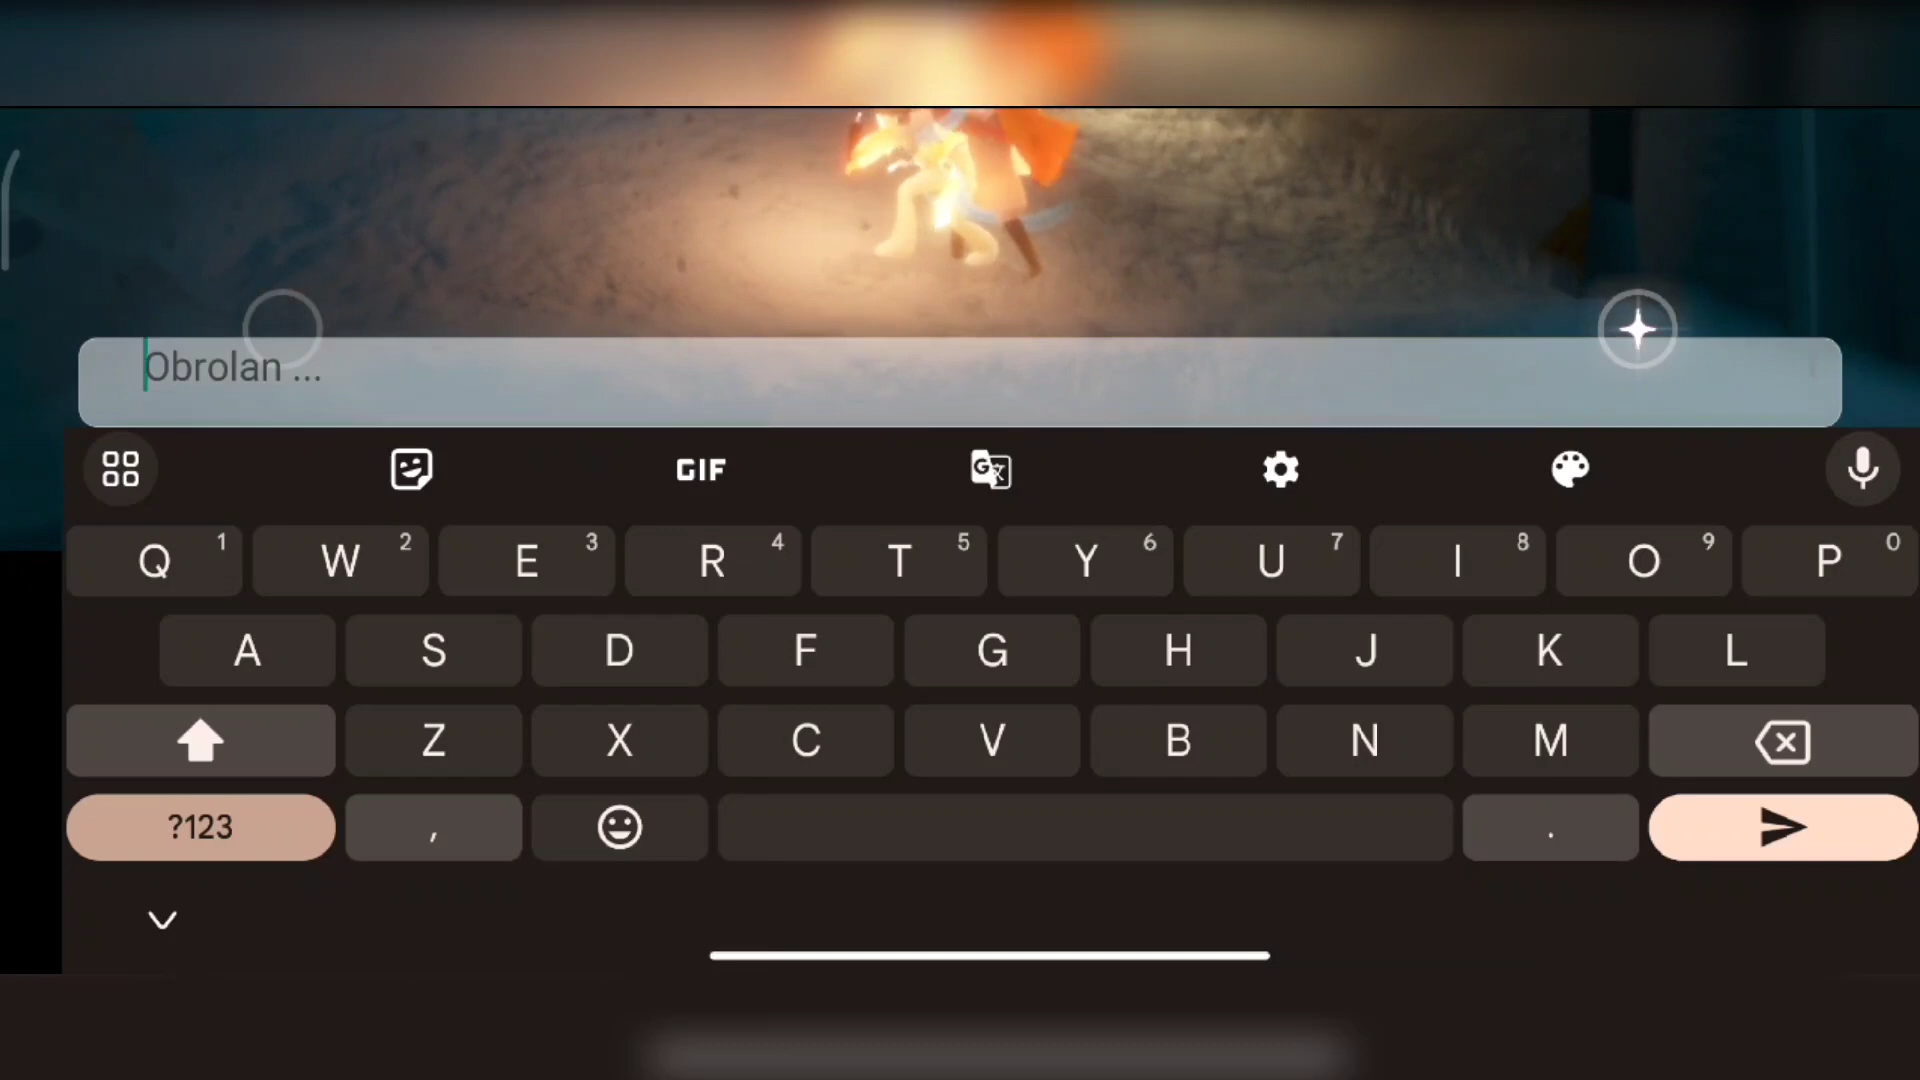 Obrolan ...
GIF
Q 1 W 2 E 3 R 4 T 5 Y 6 U 7 I 8 O 9 P 0
A S D F G H J K L
Z X C V B N M
?123 , .